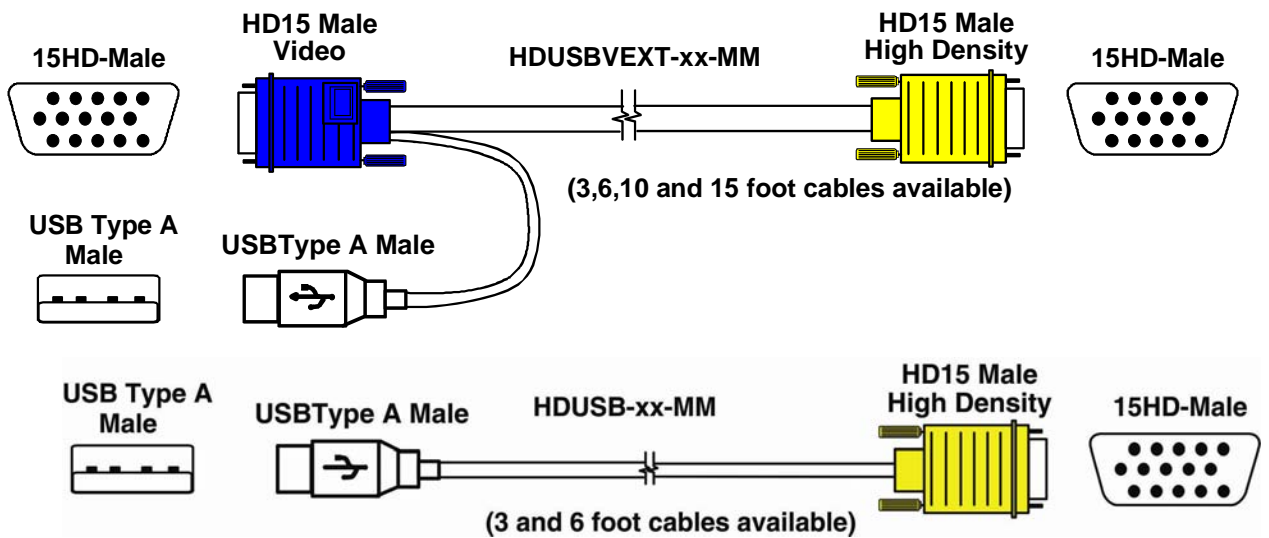 15HD-Male
HD15 Male
Video
HDUSBVEXT-xx-MM
HD15 Male
High Density
15HD-Male
(3,6,10 and 15 foot cables available)
USB Type A
Male
USBType A Male
USB Type A
Male
USBType A Male
HDUSB-xx-MM
HD15 Male
High Density
15HD-Male
(3 and 6 foot cables available)